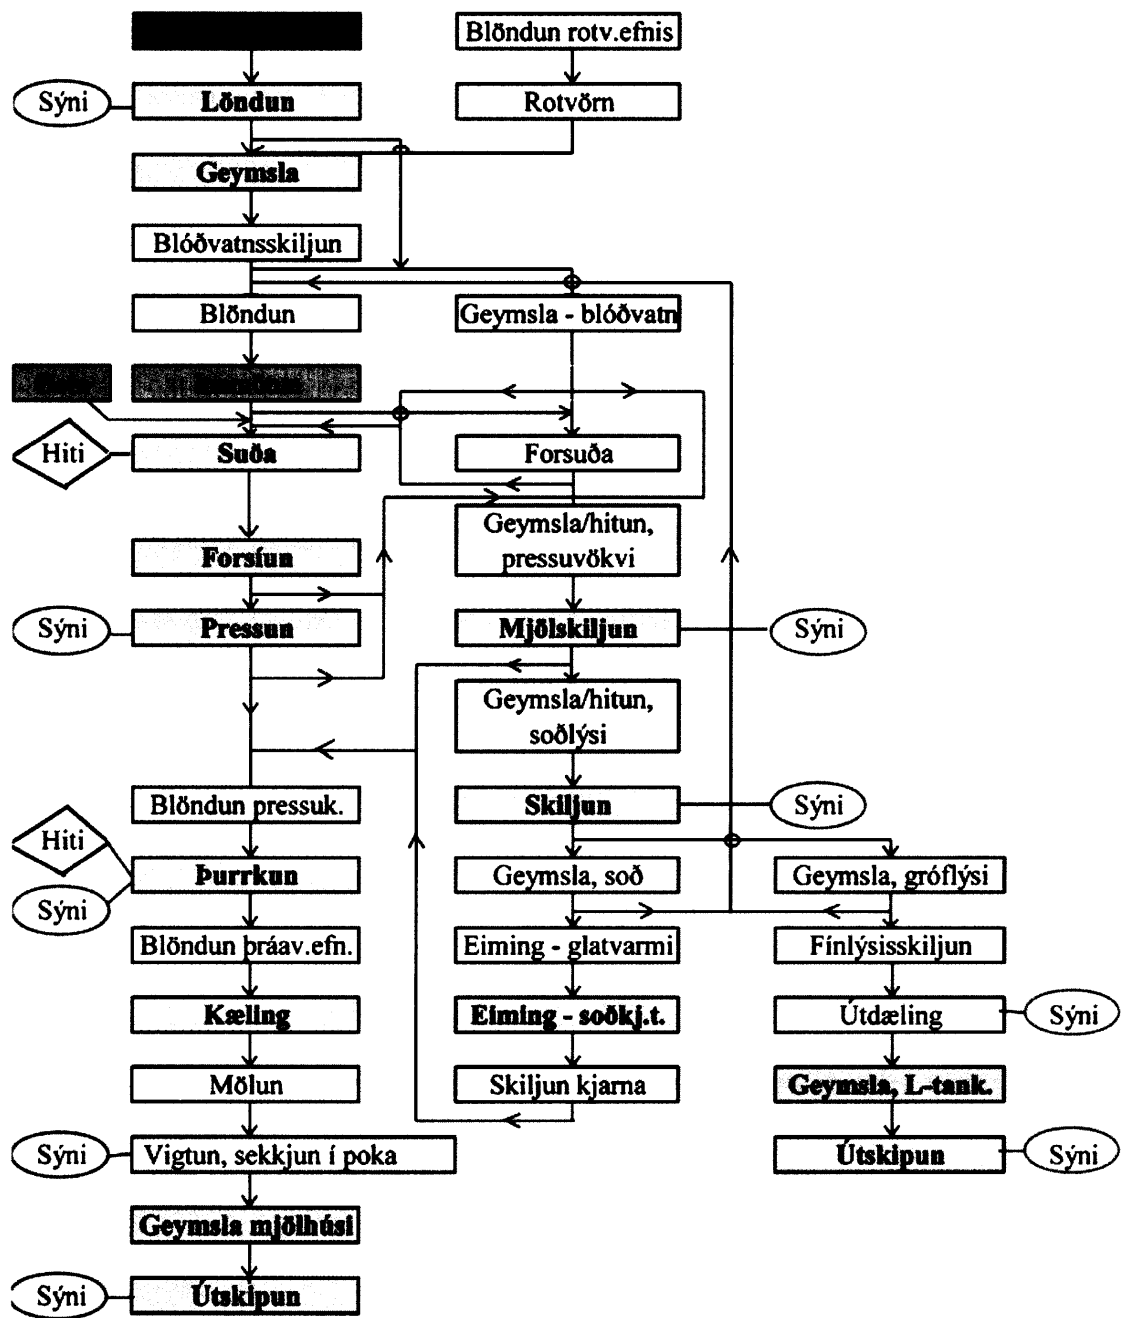 Blöndun rotv.efnis
Sýni
Löndun
Rotvörn
Geymsla
Blóðvatnsskiljun
Blöndun
Geymsla - blóðvatn
Hiti
Suða
Forsuða
Geymsla/hitun,
pressuvökvi
Forsíun
Sýni
Pressun
Mjölskiljun
Sýni
Geymsla/hitun,
soðlýsi
Blöndun pressuk.
Skiljun
Sýni
Hiti
Þurrkun
Geymsla, soð
Geymsla, gróflýsi
Sýni
Blöndun þráav.efn.
Eiming - glatvarmi
Fínlýsisskiljun
Kæling
Eiming - soðkj.t.
Útdæling
Sýni
Mölun
Skiljun kjarna
Geymsla, L-tank.
Sýni
Vigtun, sekkjun í poka
Útskipun
Sýni
Geymsla mjölhúsi
Sýni
Útskipun